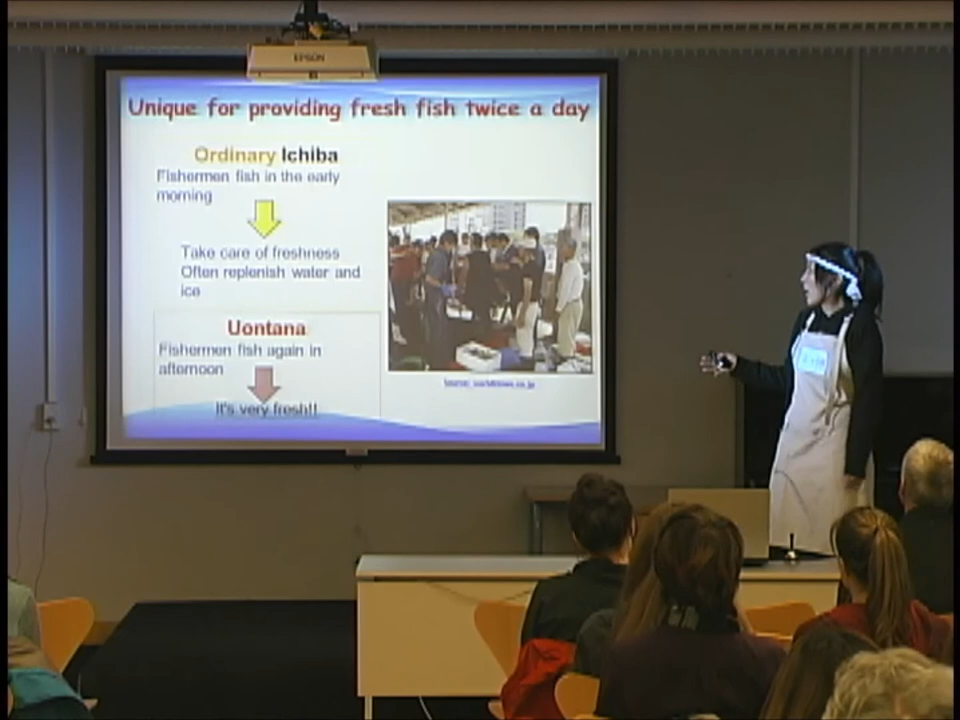 EPSON
Unique for providing fresh fish twice a day
Ordinary Ichiba
Fishermen fish in the early
morning
Take care of freshness
Often replenish water and
ice
Uontana
Fishermen fish again in
afternoon
It's very fresh!!